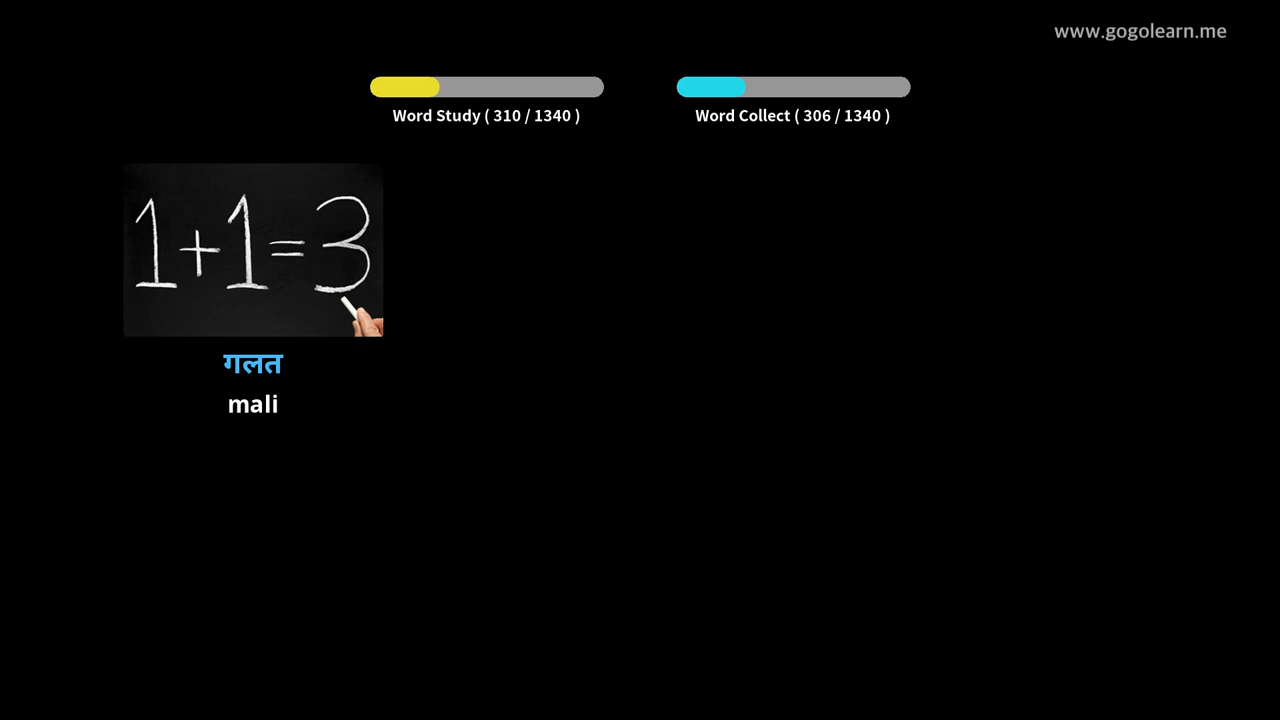 www.gogolearn.me
Word Study ( 310 / 1340 )
Word Collect ( 306 / 1340 )
1+1=3
गलत
mali